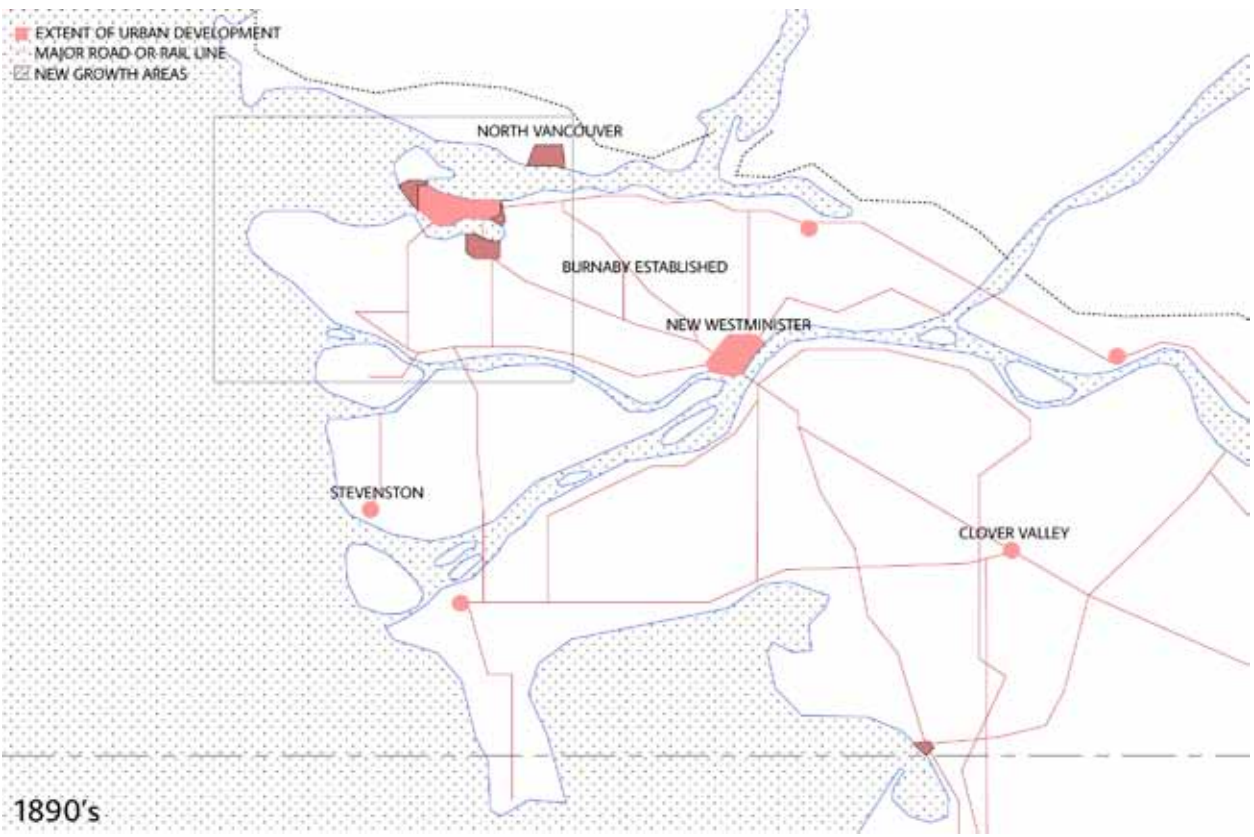 EXTENT OF URBAN DEVELOPMENT
MAJOR ROAD OR RAIL LINE
NEW GROWTH AREAS
NORTH VANCOUVER
BURNABY ESTABLISHED
NEW WESTMINISTER
STEVENSTON
CLOVER VALLEY
1890's